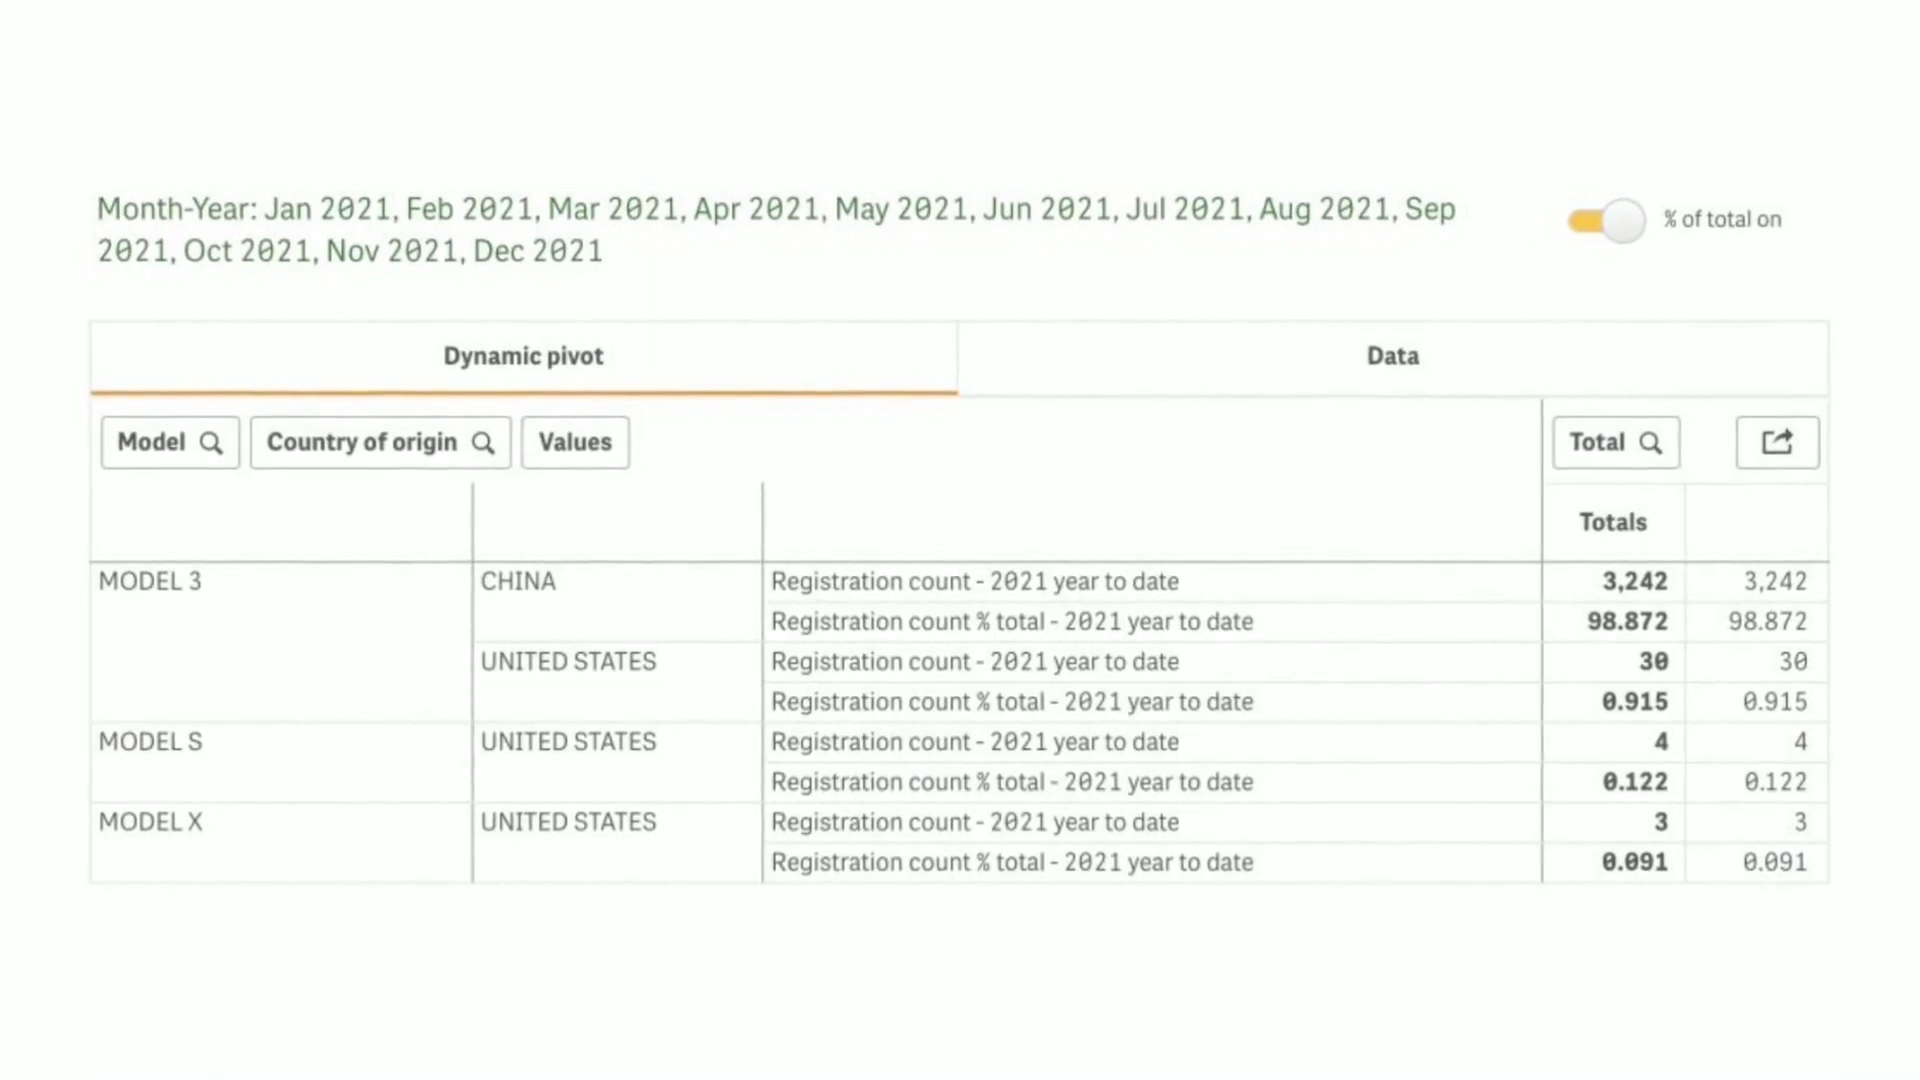 Month-Year: Jan 2021, Feb 2021, Mar 2021, Apr 2021, May 2021, Jun 2021, Jul 2021, Aug 2021, Sep
2021, Oct 2021, Nov 2021, Dec 2021
% of total on
Dynamic pivot Data
Model Country of origin Values Total
Totals
MODEL 3 CHINA Registration count - 2021 year to date 3,242 3,242
Registration count % total - 2021 year to date 98.872 98.872
UNITED STATES Registration count - 2021 year to date 30 30
Registration count % total - 2021 year to date 0.915 0.915
MODEL S UNITED STATES Registration count - 2021 year to date 4 4
Registration count % total - 2021 year to date 0.122 0.122
MODEL X UNITED STATES Registration count - 2021 year to date 3 3
Registration count % total - 2021 year to date 0.091 0.091